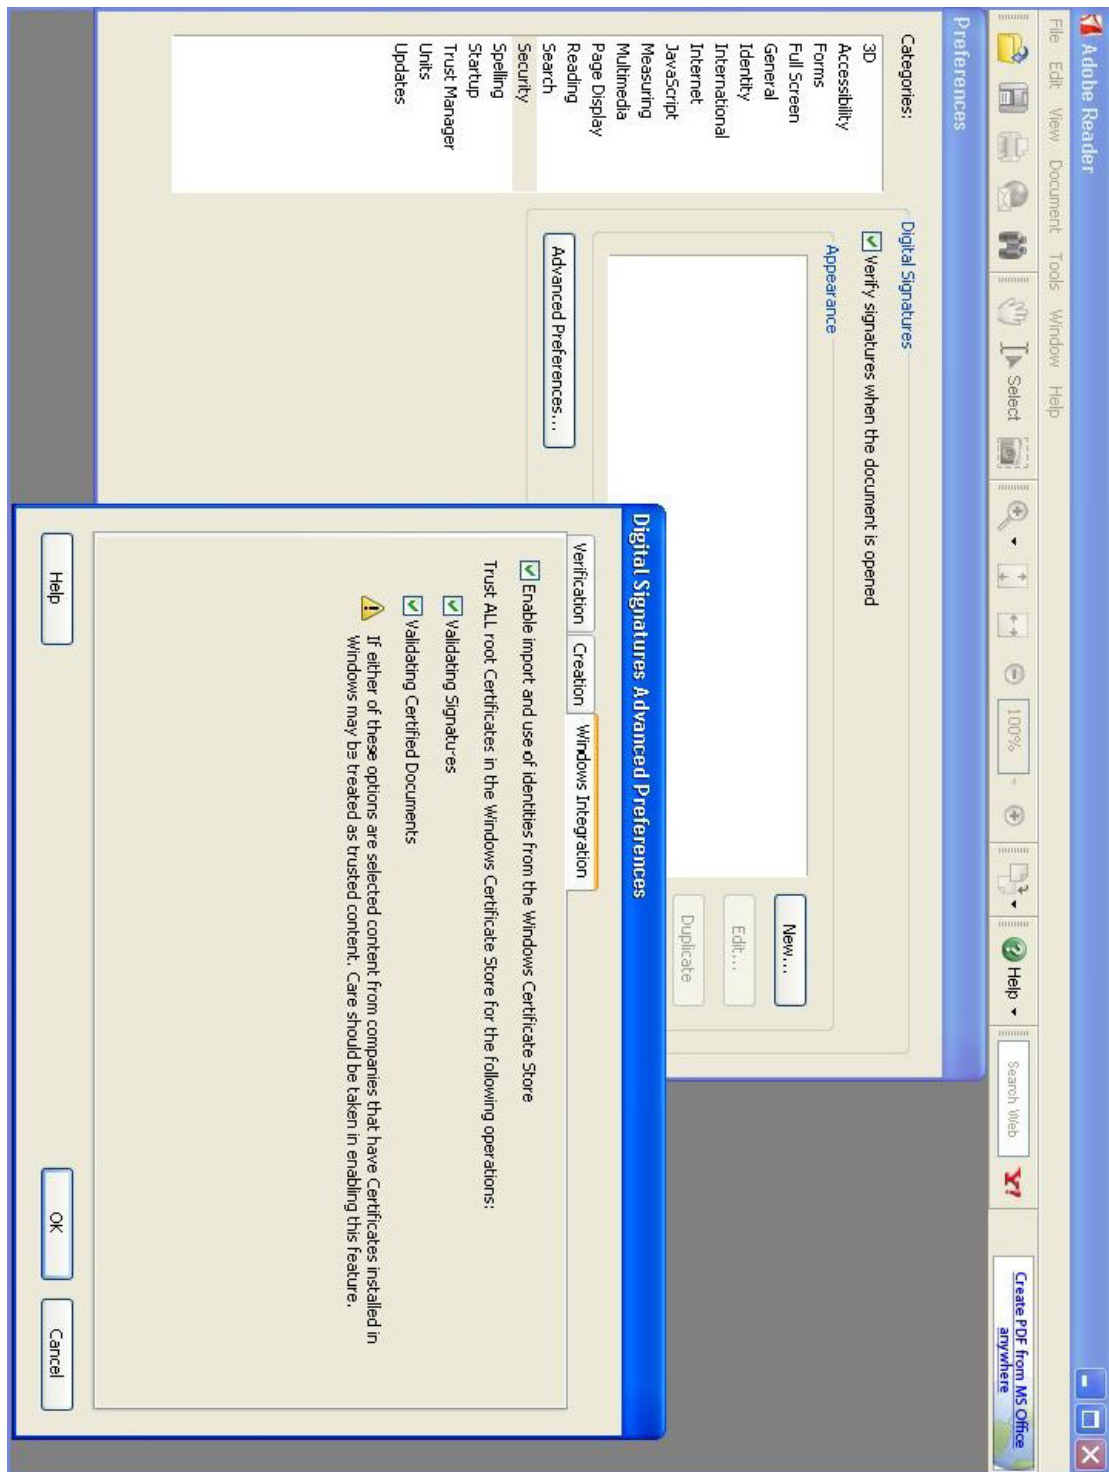 Adobe Reader
File Edit View Document Tools Window Help
Select 100% Help Search Web Y! Create PDF from MS Office
anywhere
Preferences
Categories:
3D
Accessibility
Forms
Full Screen
General
Identity
International
Internet
JavaScript
Measuring
Multimedia
Page Display
Reading
Search
Security
Spelling
Startup
Trust Manager
Units
Updates
Digital Signatures
Verify signatures when the document is opened
Appearance
New...
Edit...
Duplicate
Advanced Preferences...
Digital Signatures Advanced Preferences
Verification Creation Windows Integration
Enable import and use of identities from the Windows Certificate Store
Trust ALL root Certificates in the Windows Certificate Store for the following operations:
Validating Signatures
Validating Certified Documents
If either of these options are selected content from companies that have Certificates installed in
Windows may be treated as trusted content. Care should be taken in enabling this feature.
Help OK Cancel